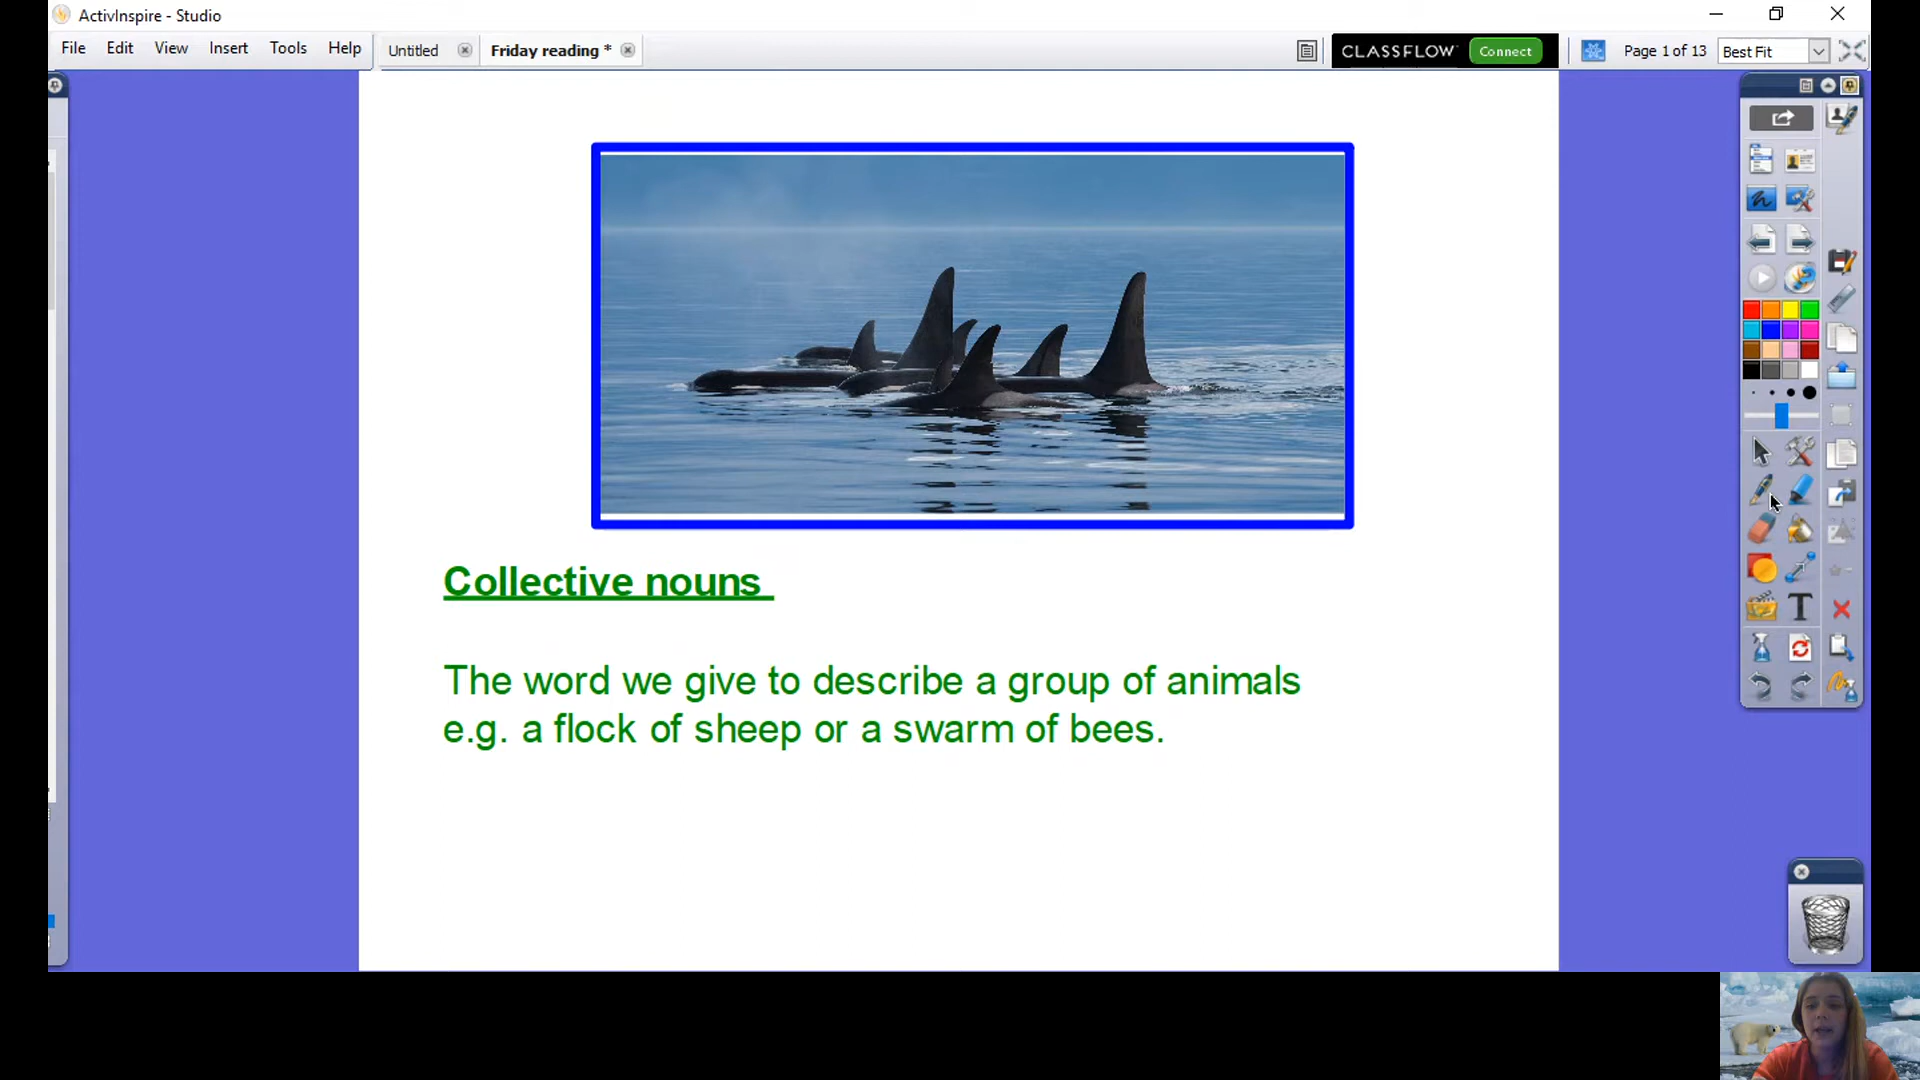 ActivInspire - Studio
File Edit View Insert Tools Help
Untitled
Friday reading *
CLASSFLOW Connect
Page 1 of 13
Best Fit
Collective nouns
The word we give to describe a group of animals
e.g. a flock of sheep or a swarm of bees.
T